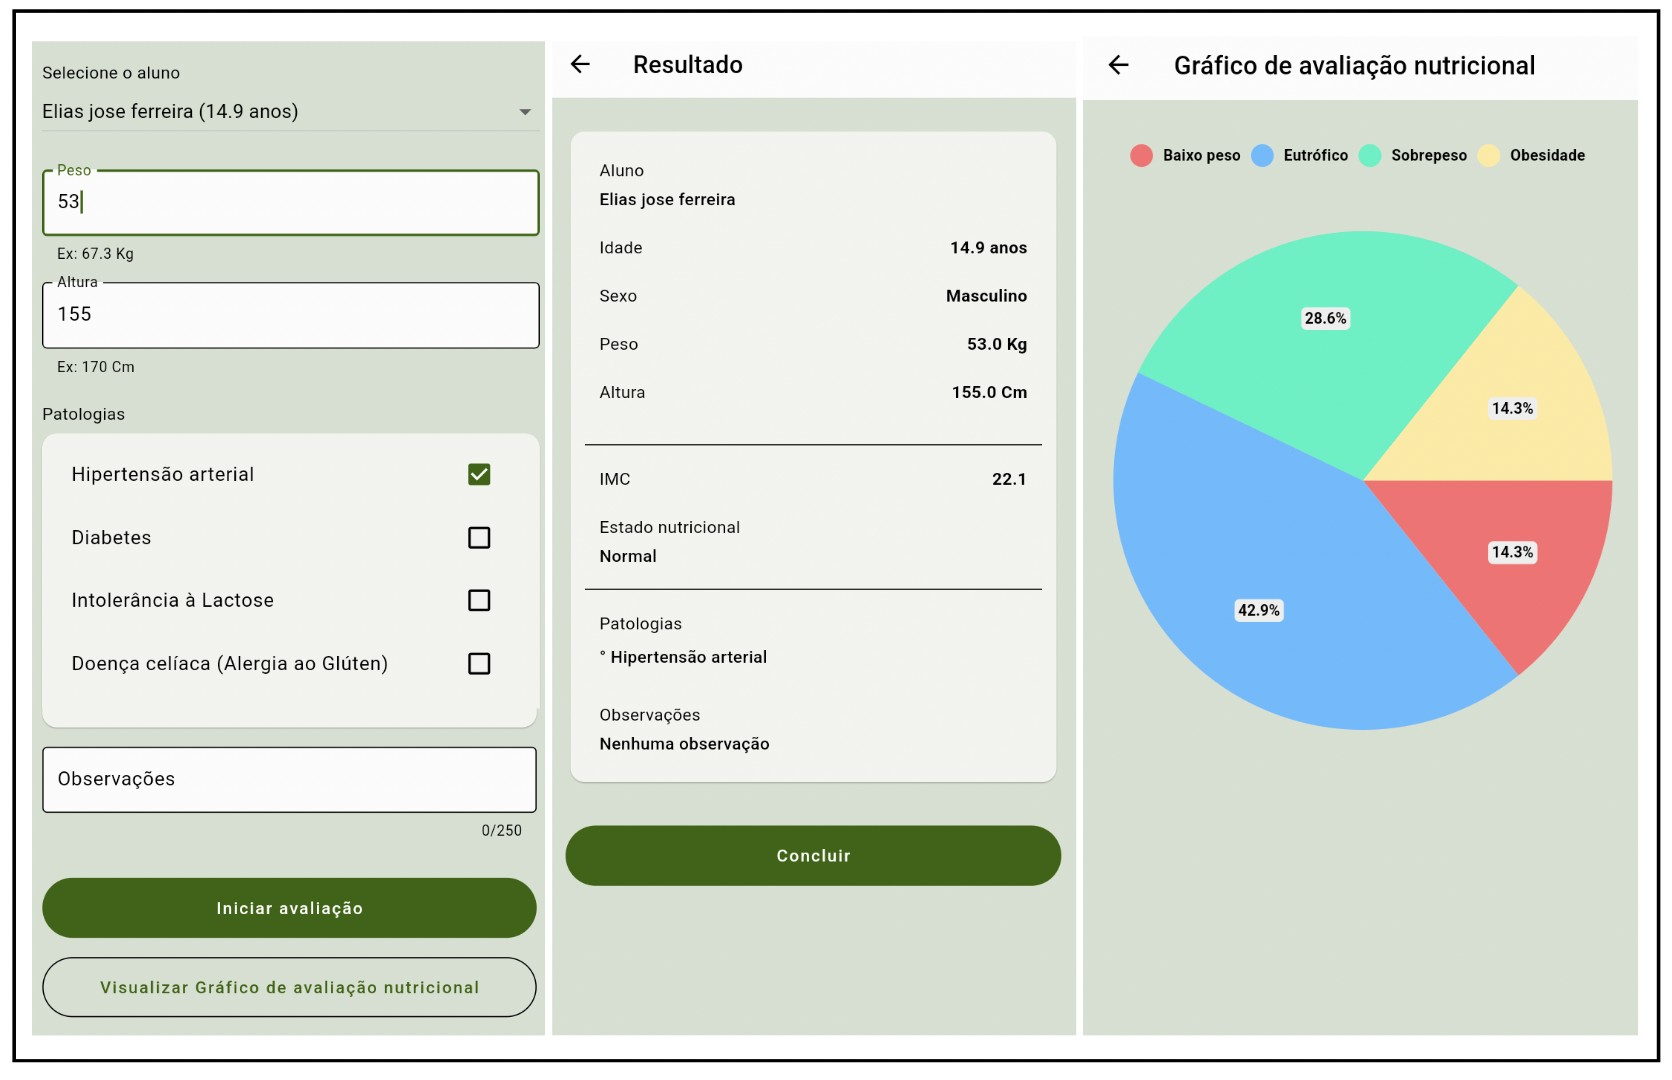 Selecione o aluno
Elias jose ferreira (14.9 anos)
Peso
53
Ex: 67.3 Kg
Altura
155
Ex: 170 Cm
Patologias
Hipertensão arterial
Diabetes
Intolerância à Lactose
Doença celíaca (Alergia ao Glúten)
Observações
0/250
Iniciar avaliação
Visualizar Gráfico de avaliação nutricional
Resultado
Aluno
Elias jose ferreira
Idade 14.9 anos
Sexo Masculino
Peso 53.0 Kg
Altura 155.0 Cm
IMC 22.1
Estado nutricional
Normal
Patologias
° Hipertensão arterial
Observações
Nenhuma observação
Concluir
Gráfico de avaliação nutricional
Baixo peso Eutrófico Sobrepeso Obesidade
28.6%
14.3%
14.3%
42.9%